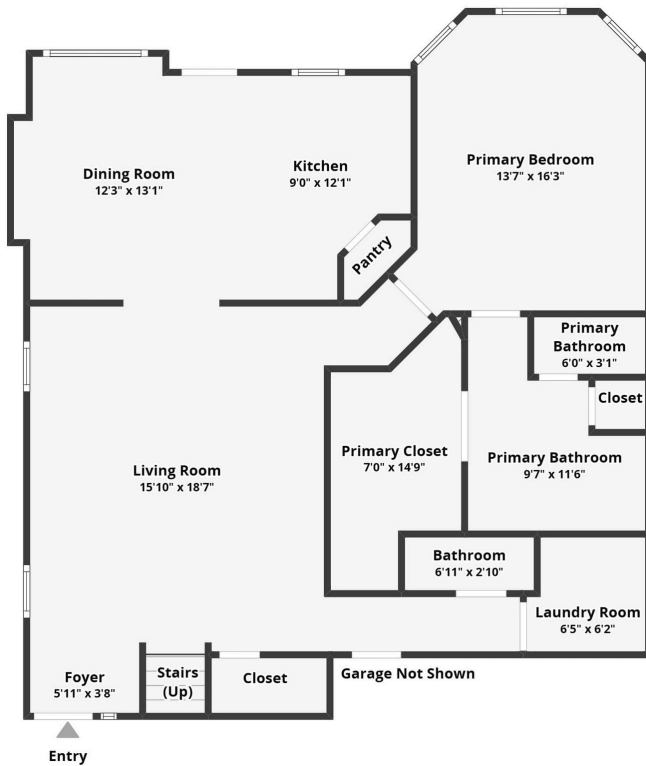 Dining Room
12'3" x 13'1"
Kitchen
9'0" x 12'1"
Primary Bedroom
13'7" x 16'3"
Pantry
Primary
Bathroom
6'0" x 3'1"
Closet
Primary Closet
7'0" x 14'9"
Primary Bathroom
9'7" x 11'6"
Living Room
15'10" x 18'7"
Bathroom
6'11" x 2'10"
Laundry Room
6'5" x 6'2"
Foyer
5'11" x 3'8"
Stairs
(Up)
Closet
Garage Not Shown
Entry